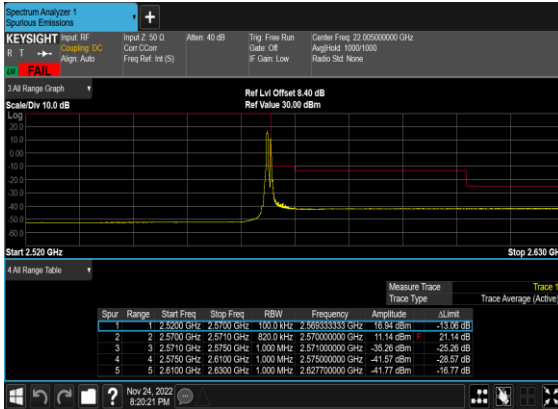 Spectrum Analyzer 1
Spurious Emissions
+
KEYSIGHT Input: RF Input Z: 50 Ω Atten: 40 dB Trig: Free Run Center Freq: 22.005000000 GHz
R T Coupling: DC Corr CCorr Gate: Off Avg|Hold: 1000/1000
Align: Auto Freq Ref: Int (S) IF Gain: Low Radio Std: None
FAIL
3 All Range Graph Ref Lvl Offset 8.40 dB
Scale/Div 10.0 dB Ref Value 30.00 dBm
Log
20.0
10.0
0.00
-10.0
-20.0
-30.0
-40.0
-50.0
-60.0
Start 2.520 GHz Stop 2.630 GHz
4 All Range Table
Measure Trace Trace 1
Trace Type Trace Average (Active)
Spur Range Start Freq Stop Freq RBW Frequency Amplitude ΔLimit
1 1 2.5200 GHz 2.5700 GHz 100.0 kHz 2.569333333 GHz 16.94 dBm -13.06 dB
2 2 2.5700 GHz 2.5710 GHz 820.0 kHz 2.570000000 GHz 11.14 dBm F 21.14 dB
3 3 2.5710 GHz 2.5750 GHz 1.000 MHz 2.571000000 GHz -35.26 dBm -25.26 dB
4 4 2.5750 GHz 2.6100 GHz 1.000 MHz 2.575000000 GHz -41.57 dBm -28.57 dB
5 5 2.6100 GHz 2.6300 GHz 1.000 MHz 2.627700000 GHz -41.77 dBm -16.77 dB
? Nov 24, 2022
8:20:21 PM